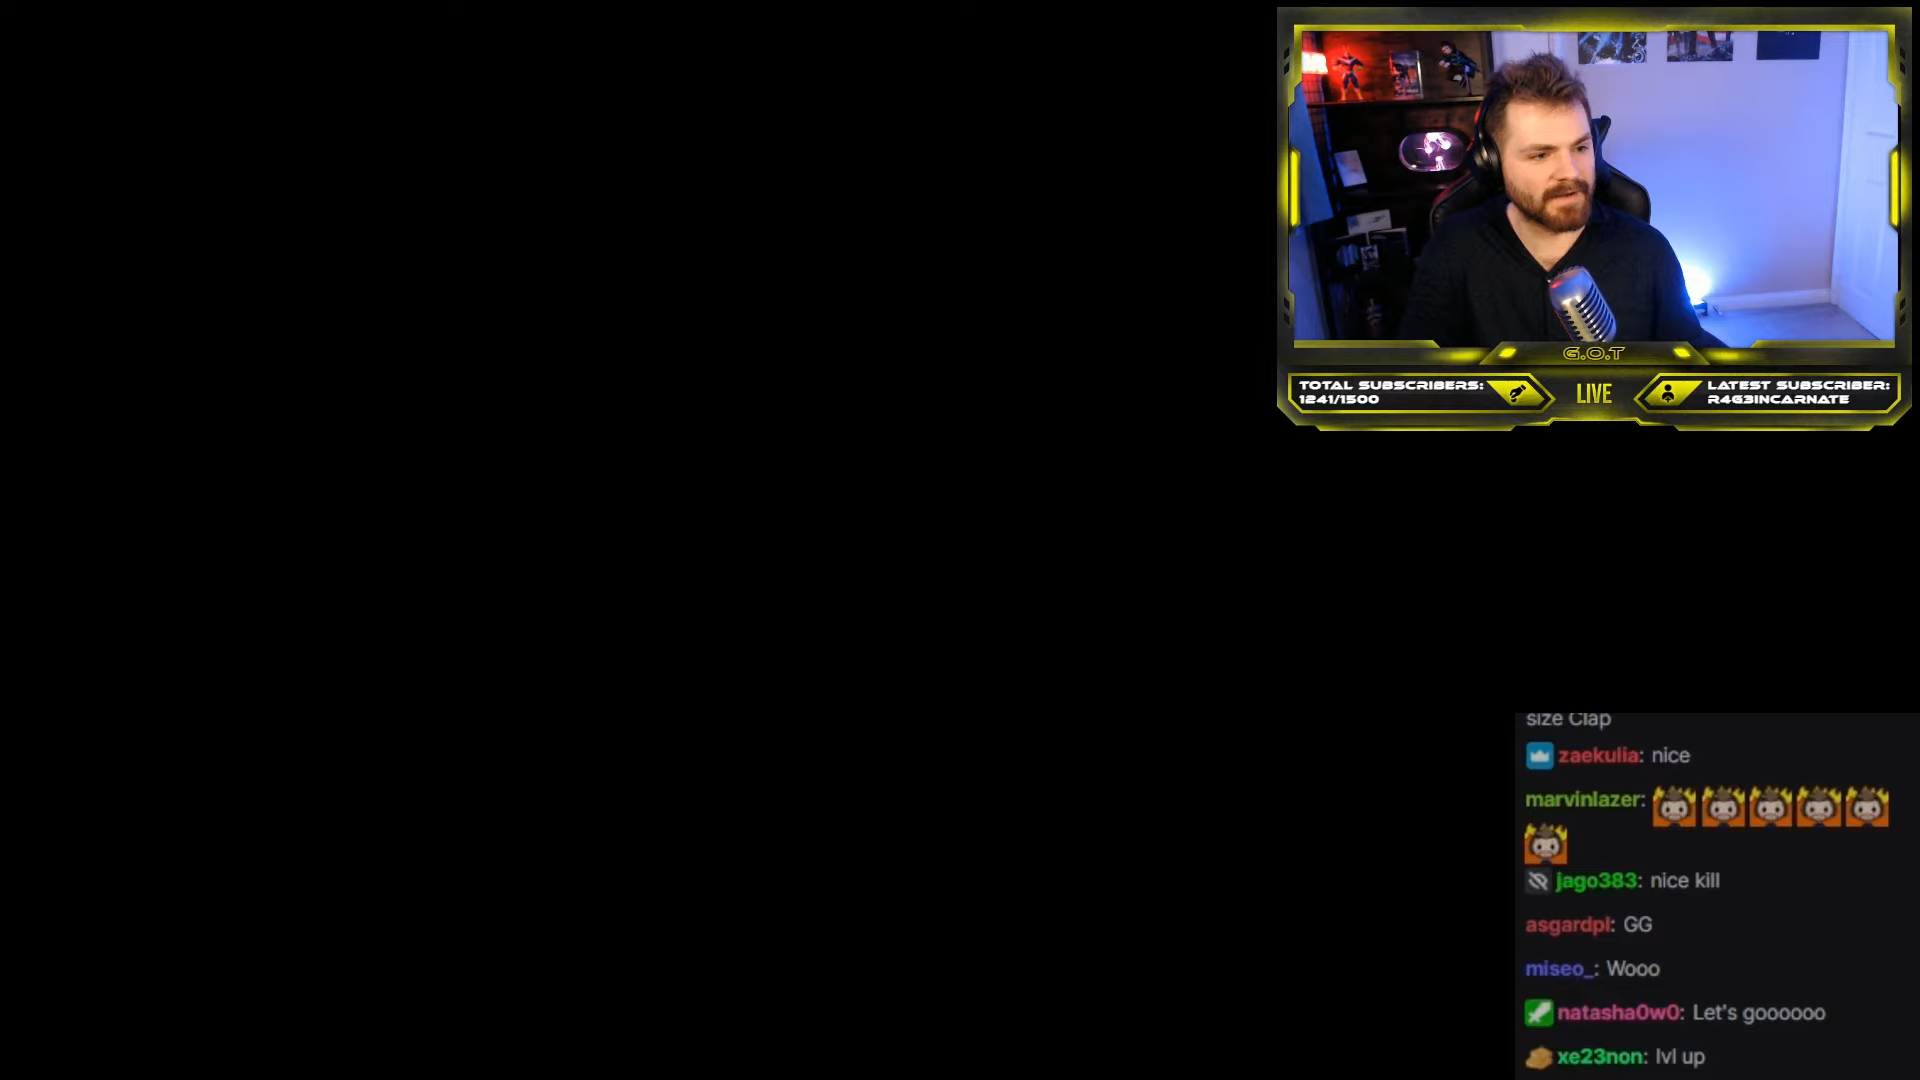 G.O.T
TOTAL SUBSCRIBERS:
1241/1500
LIVE
LATEST SUBSCRIBER:
R4G3INCARNATE
size Clap
zaekulia: nice
marvinlazer:
jago383: nice kill
asgardpl: GG
miseo_: Wooo
natasha0w0: Let's goooooo
xe23non: lvl up